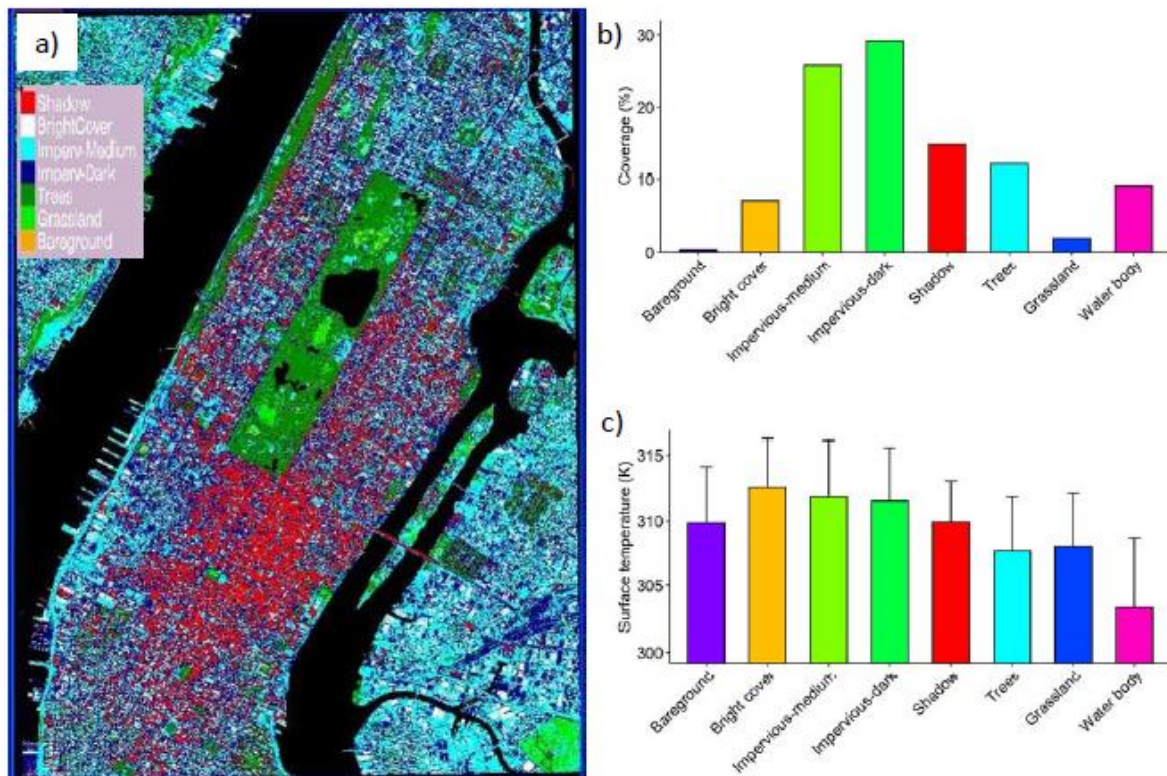 a)
Shadow
BrightCover
Imperv-Medium
Imperv-Dark
Trees
Grassland
Bareground
b)
Coverage (%)
30
20
10
0
Bareground
Bright cover
Impervious-medium
Impervious-dark
Shadow
Trees
Grassland
Water body
c)
Surface temperature (K)
315
310
305
300
Bareground
Bright cover
Impervious-medium
Impervious-dark
Shadow
Trees
Grassland
Water body